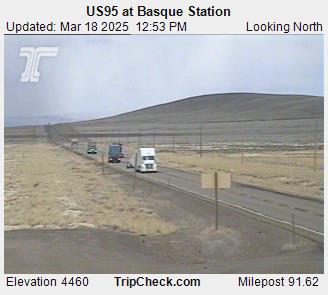 US95 at Basque Station
Updated: Mar 18 2025 12:53 PM Looking North
Elevation 4460 TripCheck.com Milepost 91.62